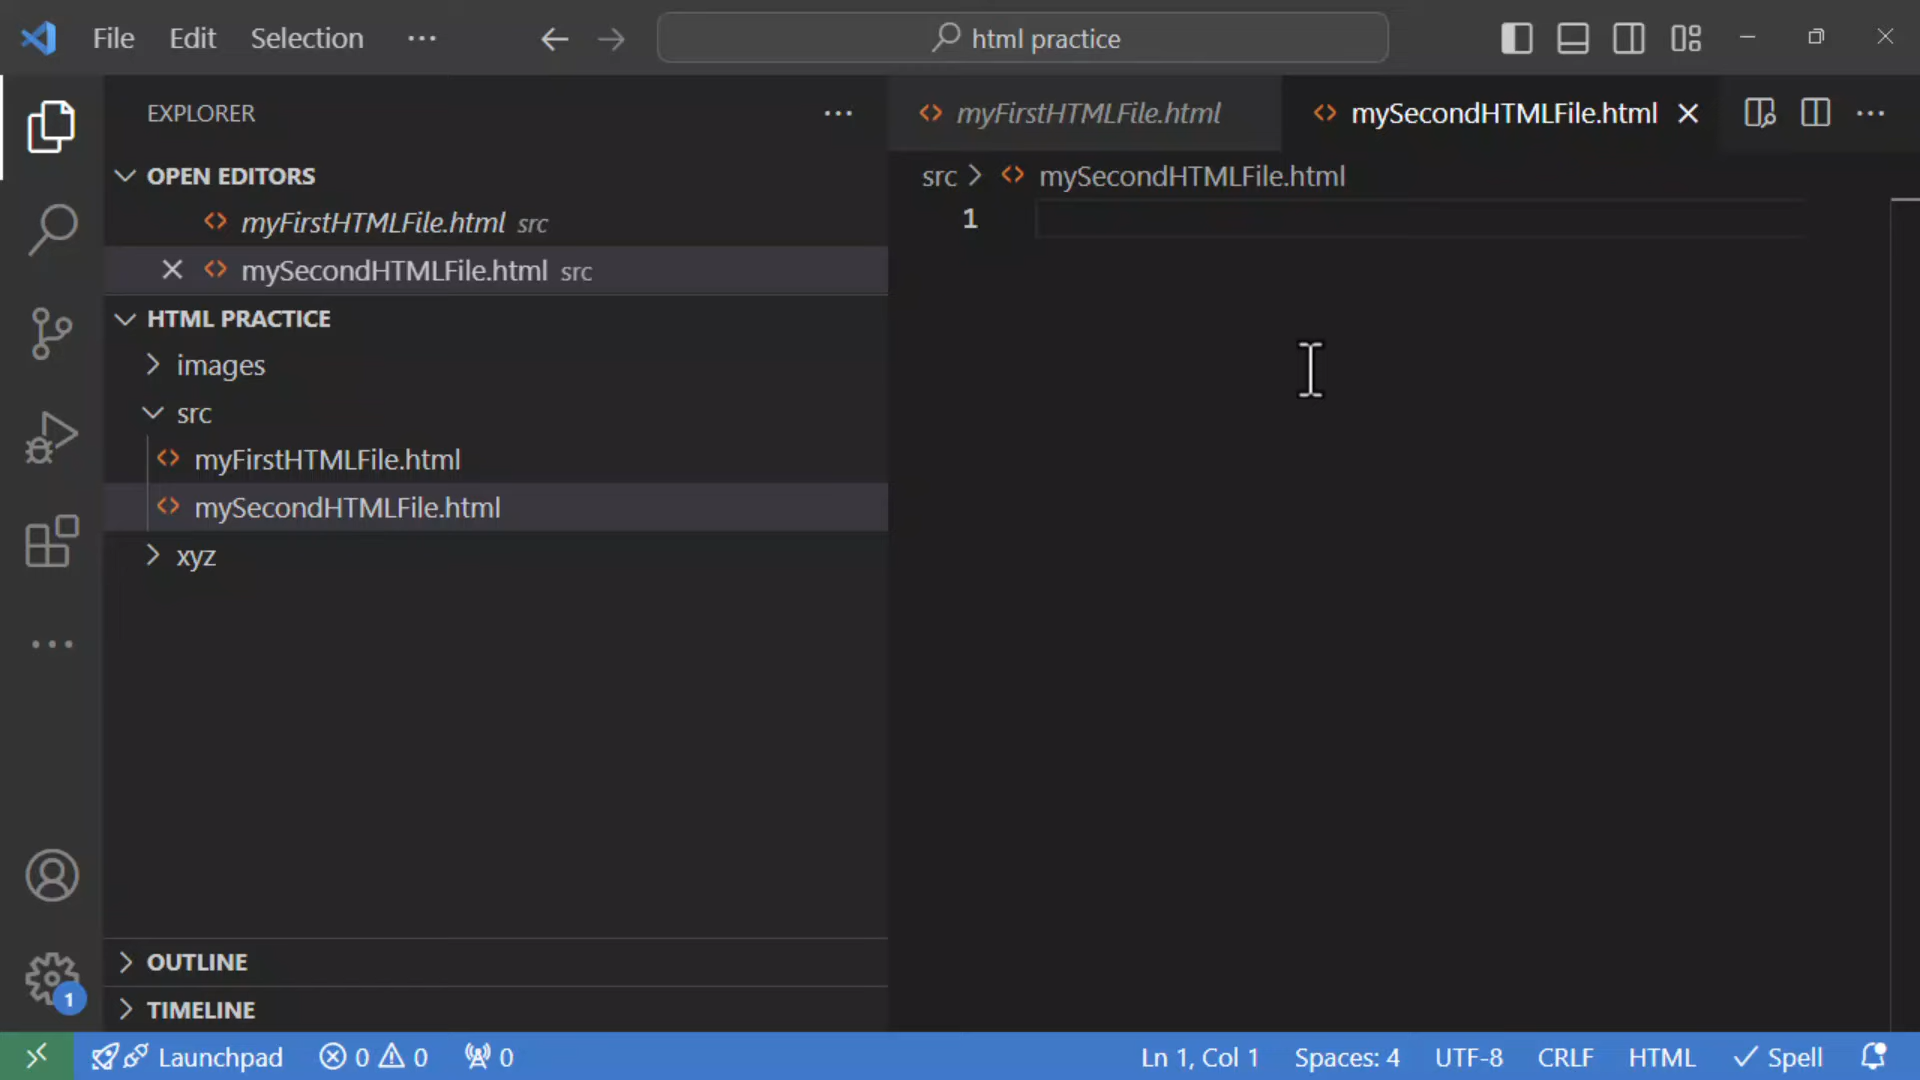 File Edit Selection ··· html practice
EXPLORER ···
OPEN EDITORS
myFirstHTMLFile.html src
mySecondHTMLFile.html src
HTML PRACTICE
images
src
myFirstHTMLFile.html
mySecondHTMLFile.html
xyz
OUTLINE
TIMELINE
myFirstHTMLFile.html mySecondHTMLFile.html ···
src > mySecondHTMLFile.html
1
1
Launchpad 0 0 0 Ln 1, Col 1 Spaces: 4 UTF-8 CRLF HTML Spell